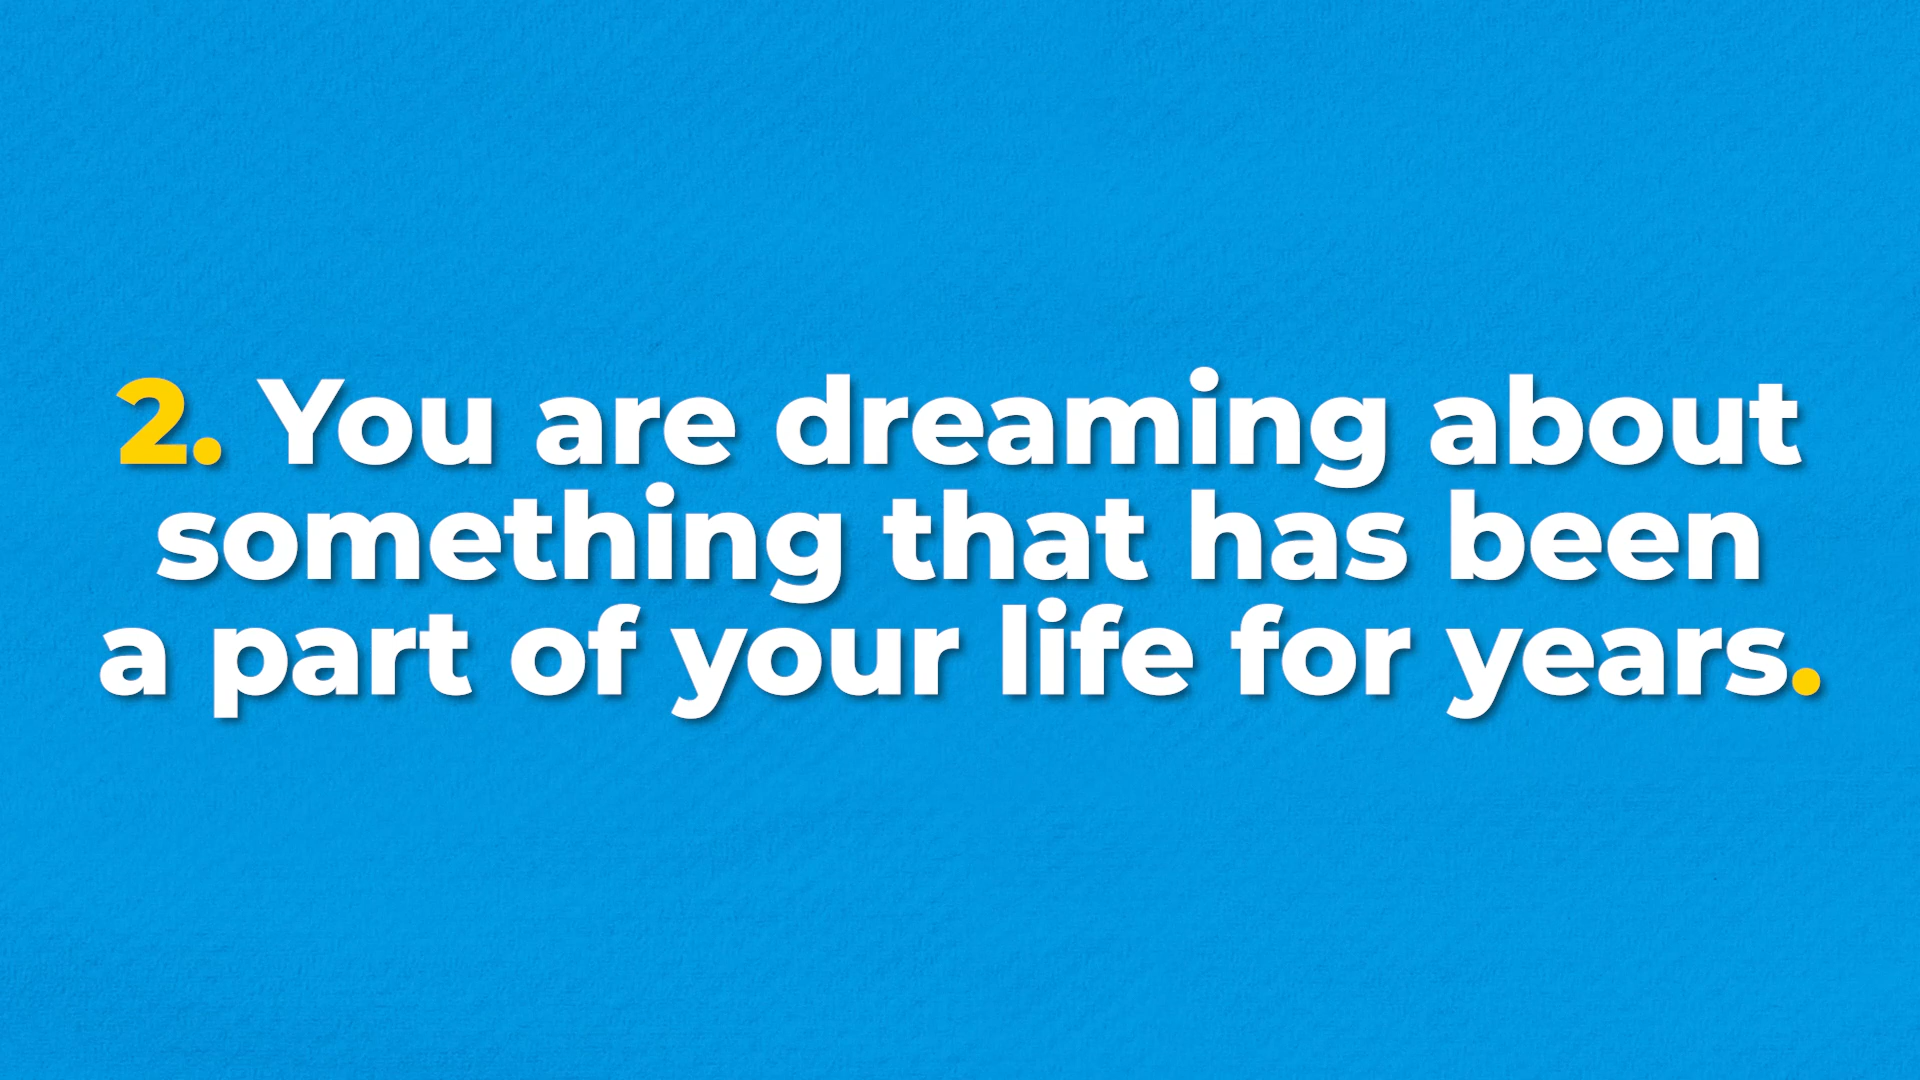 2. You are dreaming about
something that has been
a part of your life for years.